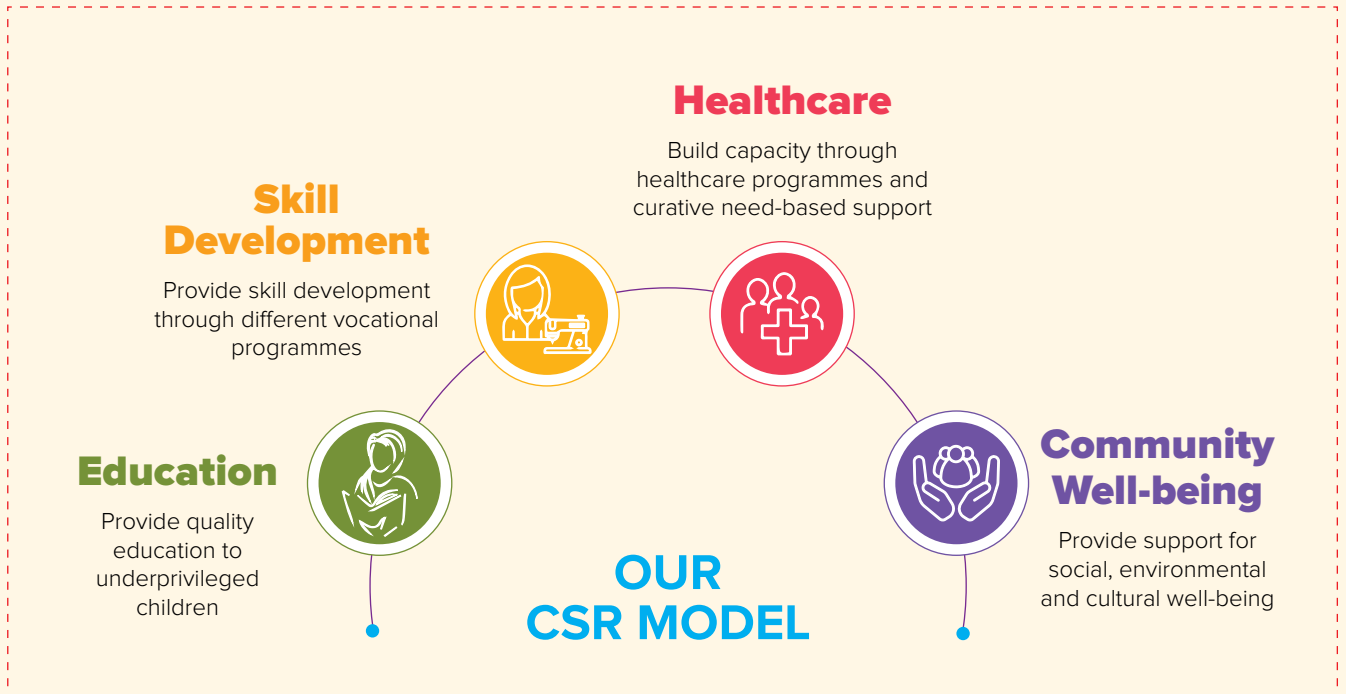 Healthcare
Build capacity through
healthcare programmes and
curative need-based support
Skill
Development
Provide skill development
through different vocational
programmes
Education
Provide quality
education to
underprivileged
children
Community
Well-being
Provide support for
social, environmental
and cultural well-being
OUR
CSR MODEL